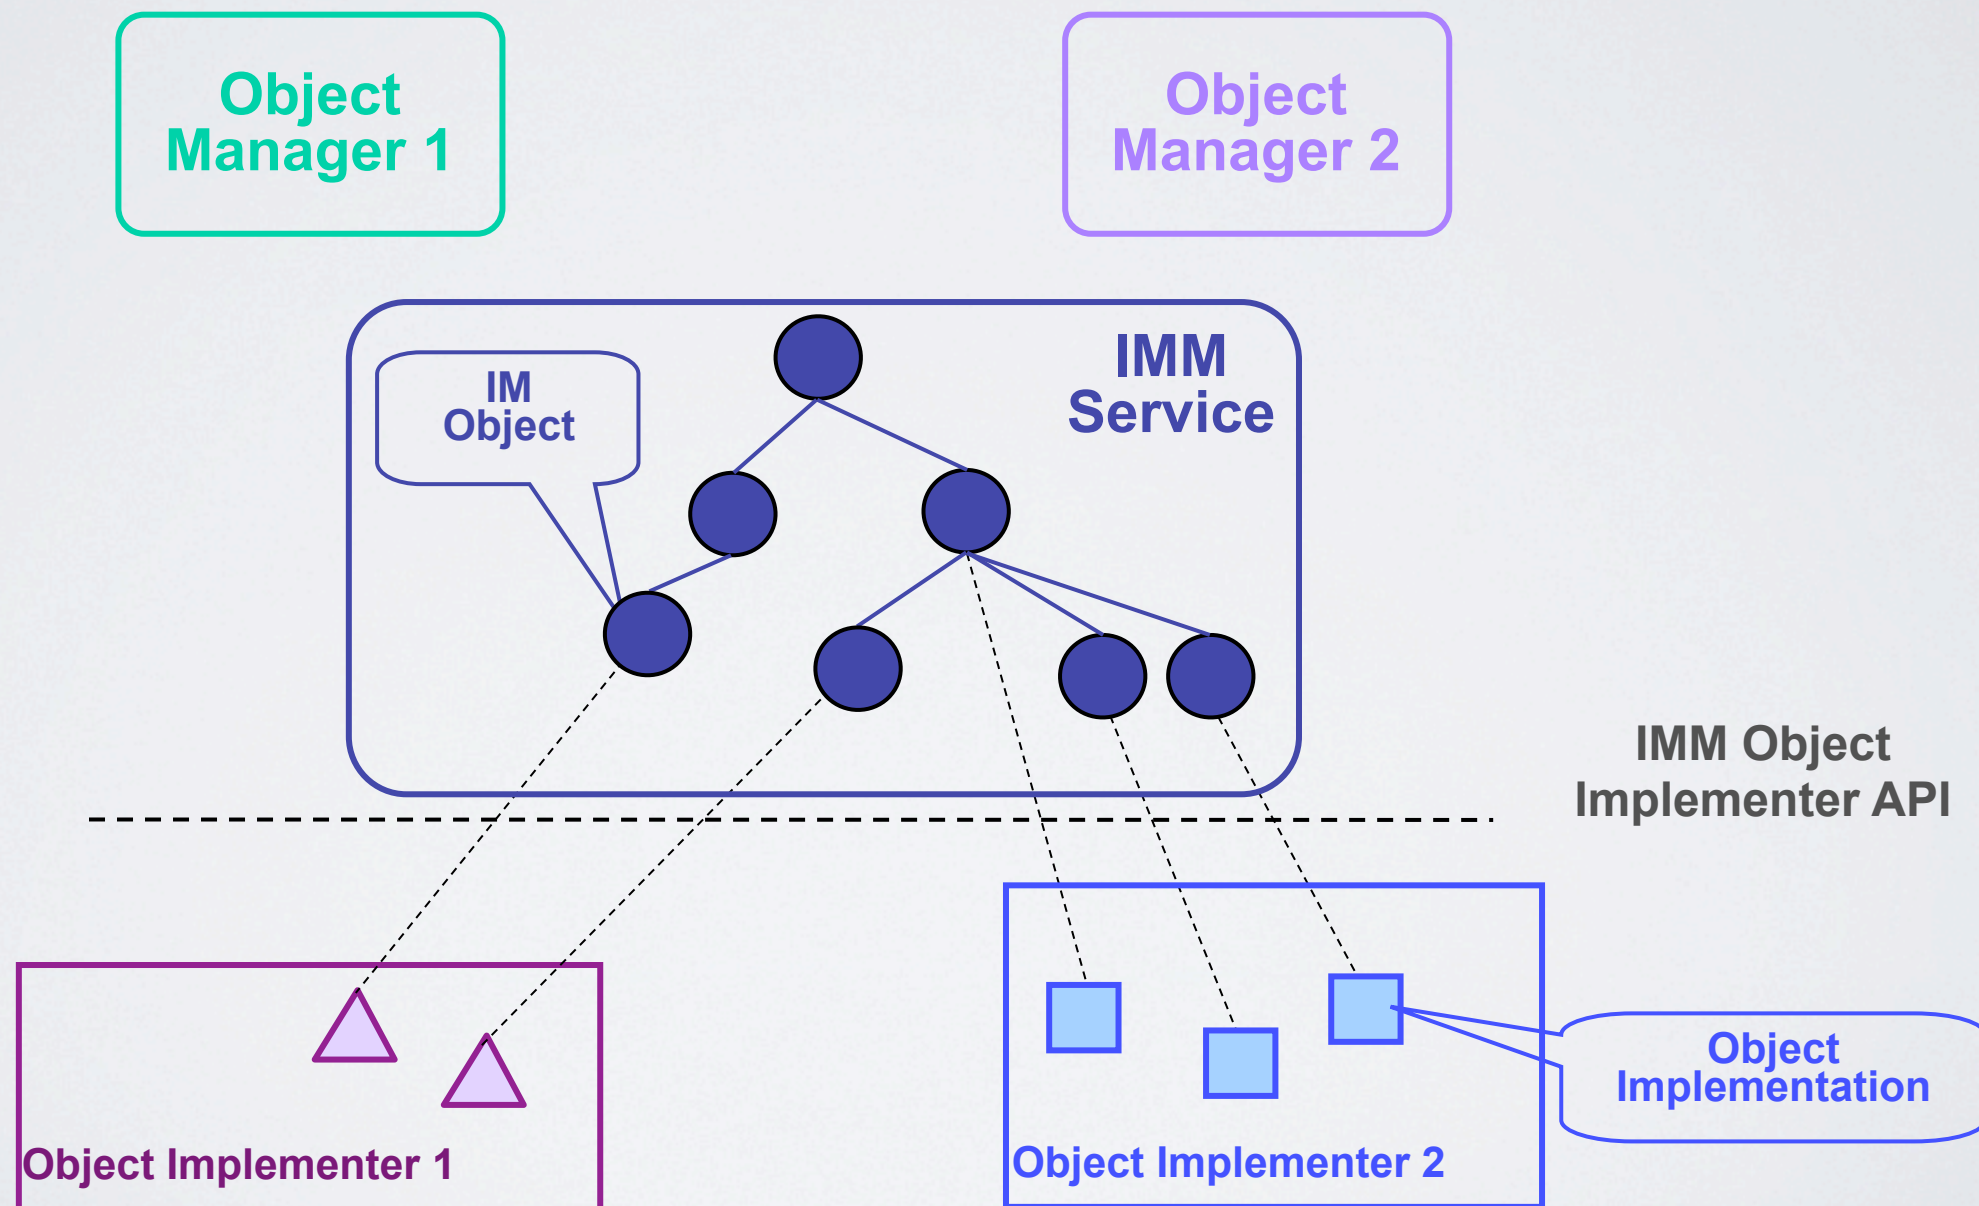 Object
Manager 1
Object
Manager 2
IM
Object
IMM
Service
IMM Object
Implementer API
Object
Implementation
Object Implementer 1
Object Implementer 2